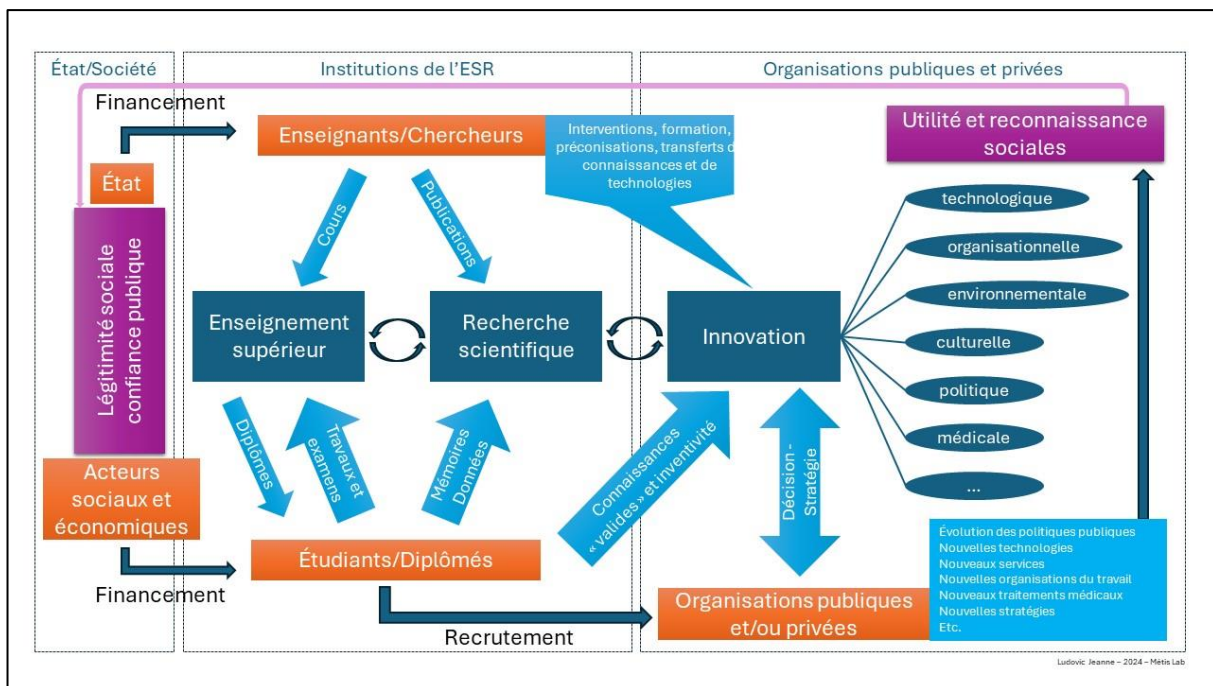 État/Société
Institutions de l'ESR
Organisations publiques et privées
Financement
Enseignants/Chercheurs
Interventions, formation,
préconisations, transferts d
connaissances et de
technologies
Utilité et reconnaissance
sociales
État
Légitimité sociale
confiance publique
Cours
Publications
technologique
organisationnelle
environnementale
culturelle
politique
médicale
...
Enseignement
supérieur
Recherche
scientifique
Innovation
Diplômes
Travaux et
examens
Mémoires
Données
Connaissances
« valides » et inventivité
Décision -
Stratégie
Acteurs
sociaux et
économiques
Financement
Étudiants/Diplômés
Recrutement
Organisations publiques
et/ou privées
Évolution des politiques publiques
Nouvelles technologies
Nouveaux services
Nouvelles organisations du travail
Nouveaux traitements médicaux
Nouvelles stratégies
Etc.
Ludovic Jeanne – 2024 – Métis Lab